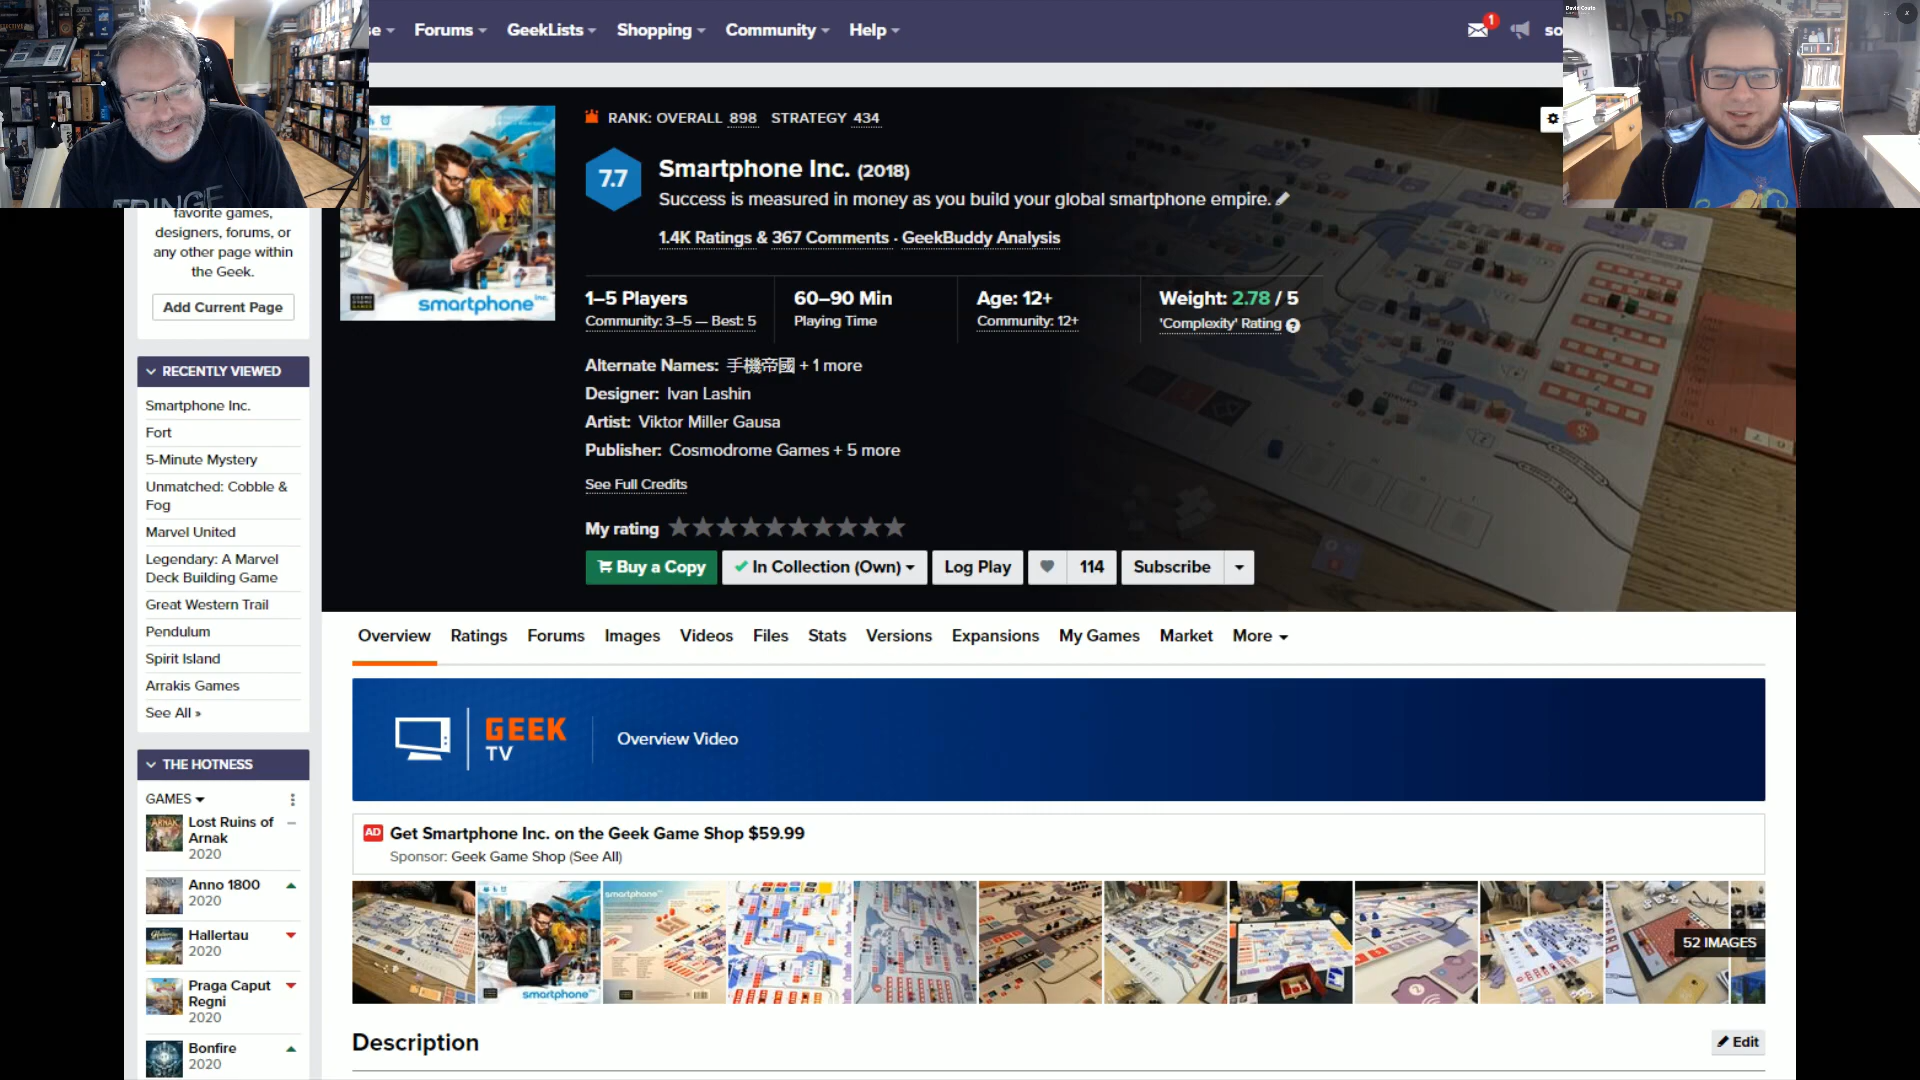 se
Forums
GeekLists
Shopping
Community
Help
1
so
David Couto
FRINGE
favorite games,
designers, forums, or
any other page within
the Geek.
Add Current Page
RECENTLY VIEWED
Smartphone Inc.
Fort
5-Minute Mystery
Unmatched: Cobble &
Fog
Marvel United
Legendary: A Marvel
Deck Building Game
Great Western Trail
Pendulum
Spirit Island
Arrakis Games
See All »
THE HOTNESS
GAMES
Lost Ruins of
Arnak
2020
Anno 1800
2020
Hallertau
2020
Praga Caput
Regni
2020
Bonfire
2020
smartphone inc.
RANK: OVERALL 898 STRATEGY 434
7.7
Smartphone Inc. (2018)
Success is measured in money as you build your global smartphone empire.
1.4K Ratings & 367 Comments · GeekBuddy Analysis
1–5 Players
Community: 3–5 — Best: 5
60–90 Min
Playing Time
Age: 12+
Community: 12+
Weight: 2.78 / 5
'Complexity' Rating ?
Alternate Names: 手機帝國 + 1 more
Designer: Ivan Lashin
Artist: Viktor Miller Gausa
Publisher: Cosmodrome Games + 5 more
See Full Credits
My rating
Buy a Copy
In Collection (Own)
Log Play
114
Subscribe
Overview
Ratings
Forums
Images
Videos
Files
Stats
Versions
Expansions
My Games
Market
More
GEEK
TV
Overview Video
AD Get Smartphone Inc. on the Geek Game Shop $59.99
Sponsor: Geek Game Shop (See All)
smartphone inc.
smartphone
52 IMAGES
Description
Edit